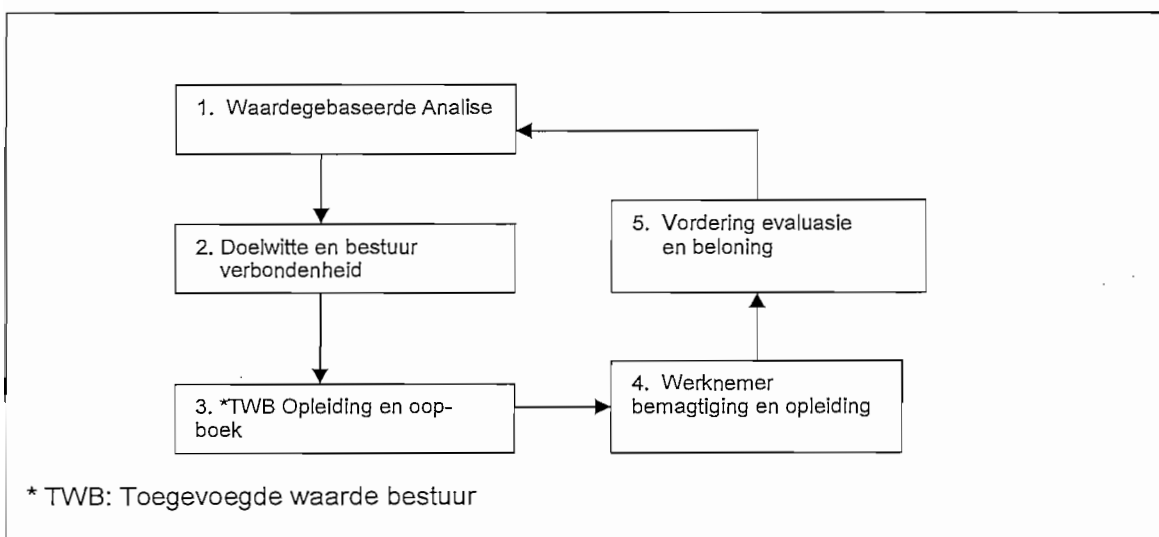 1. Waardegebaseerde Analise
2. Doelwitte en bestuur
verbondenheid
3. *TWB Opleiding en oop-
boek
4. Werknemer
bemagtiging en opleiding
5. Vordering evaluasie
en beloning
* TWB: Toegevoegde waarde bestuur